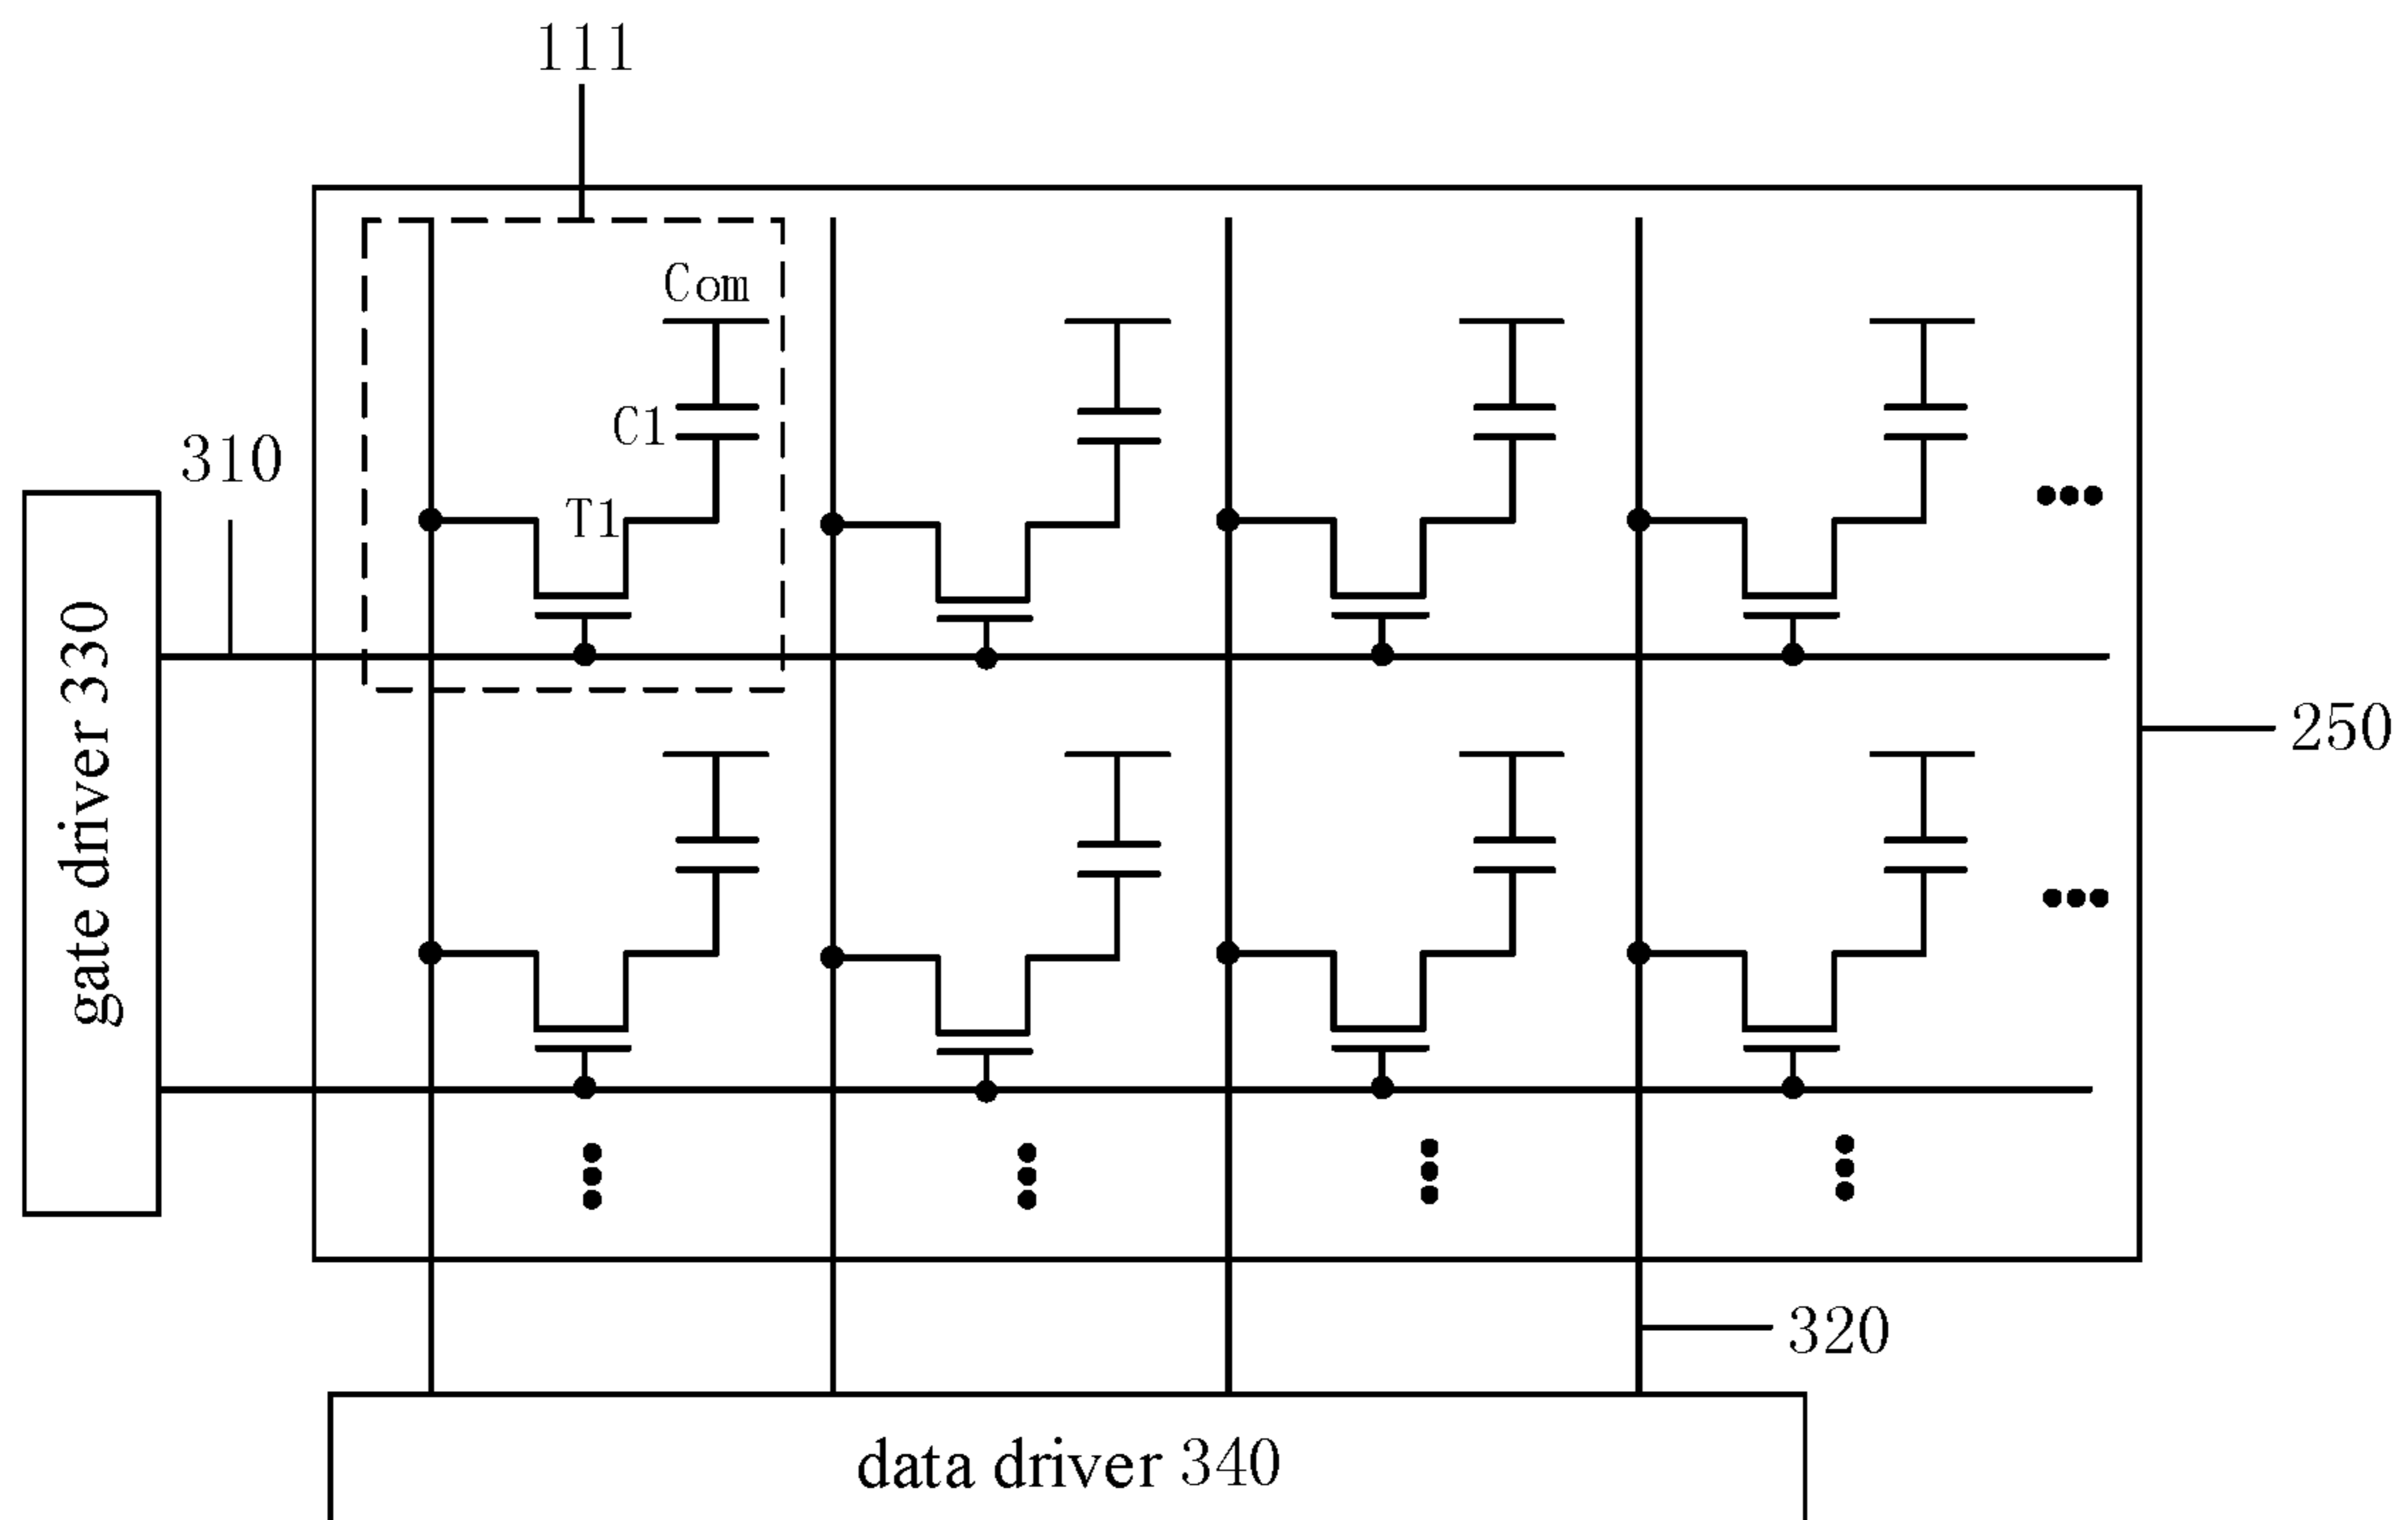 111
Com
C1
310
T1
gate driver 330
250
320
data driver 340